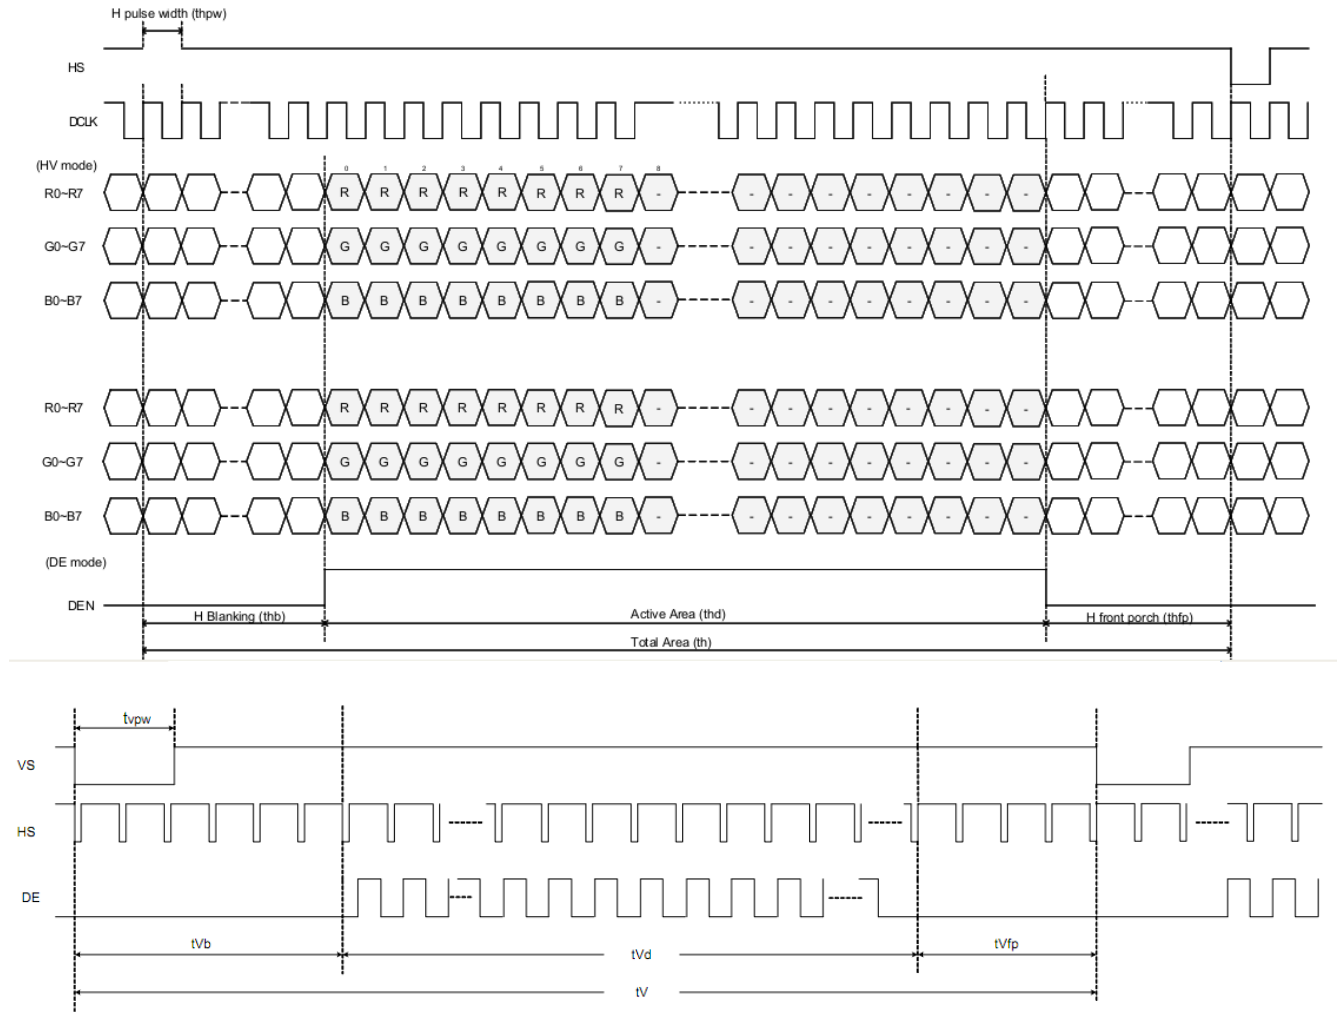 H pulse width (thpw)
HS
DCLK
(HV mode)
0 1 2 3 4 5 6 7 8
R0~R7 R R R R R R R R - - - - - - - - -
G0~G7 G G G G G G G G - - - - - - - - -
B0~B7 B B B B B B B B - - - - - - - - -
R0~R7 R R R R R R R R - - - - - - - - -
G0~G7 G G G G G G G G - - - - - - - - -
B0~B7 B B B B B B B B - - - - - - - - -
(DE mode)
DEN
H Blanking (thb) Active Area (thd) H front porch (thfp)
Total Area (th)
tvpw
VS
HS
DE
tVb tVd tVfp
tV